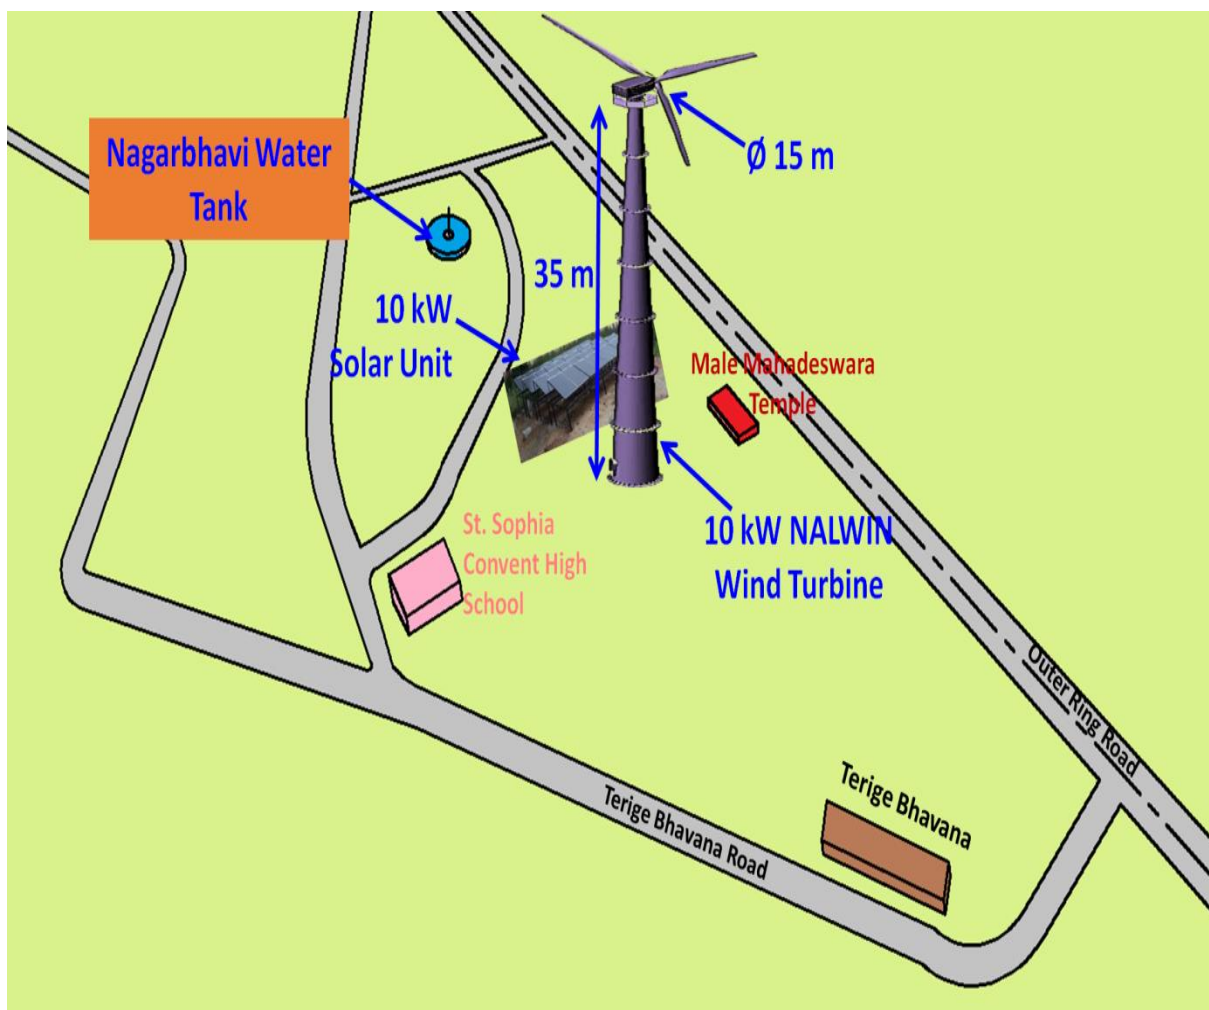 Nagarbhavi Water
Tank
Ø 15 m
35 m
10 kW
Solar Unit
Male Mahadeswara
Temple
10 kW NALWIN
Wind Turbine
St. Sophia
Convent High
School
Outer Ring Road
Terige Bhavana
Terige Bhavana Road